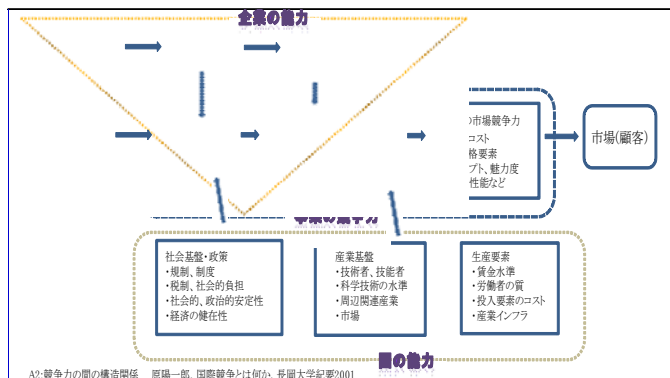 企業の能力
の市場競争力
コスト
格要素
プト、魅力度
性能など
市場(顧客)
事業の競争力
社会基盤・政策
・規制、制度
・税制、社会的負担
・社会的、政治的安定性
・経済の健在性
産業基盤
・技術者、技能者
・科学技術の水準
・周辺関連産業
・市場
生産要素
・賃金水準
・労働者の質
・投入要素のコスト
・産業インフラ
の能力
A2:競争力の間の構造関係 原陽一郎、国際競争とは何か、長岡大学紀要2001